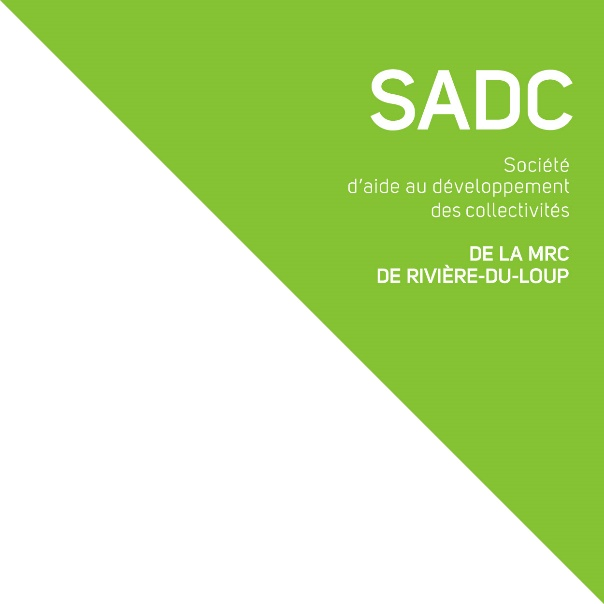 SADC
Société
d'aide au développement
des collectivités
DE LA MRC
DE RIVIÈRE-DU-LOUP